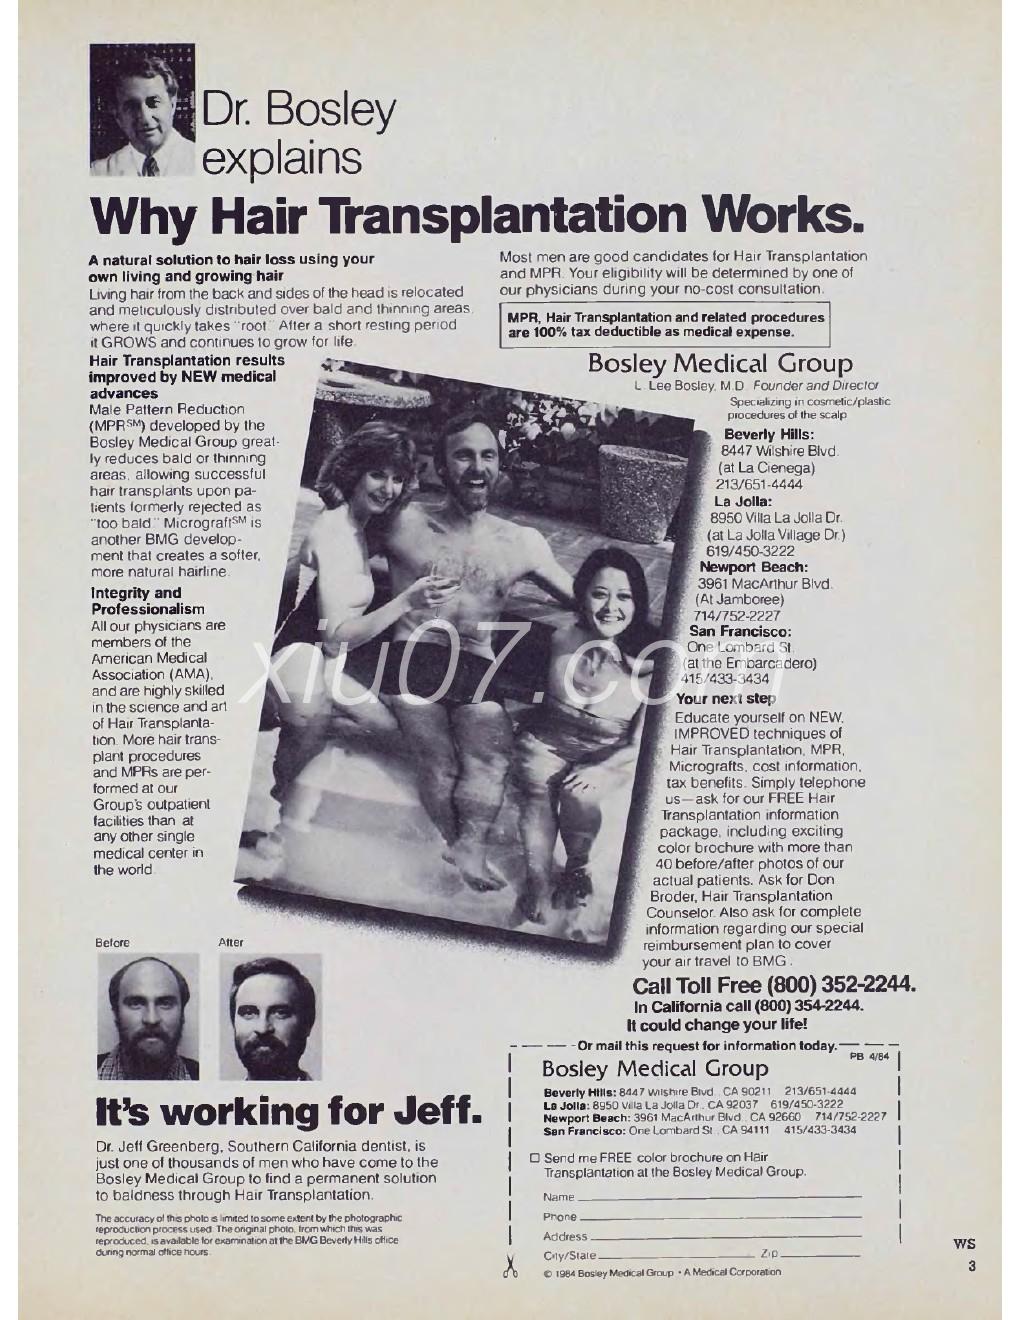 Dr. Bosley
explains
Why Hair Transplantation Works.
A natural solution to hair loss using your
own living and growing hair
Living hair from the back and sides of the head is relocated
and meticulously distributed over bald and thinning areas,
where it quickly takes "root." After a short resting period
it GROWS and continues to grow for life.
Hair Transplantation results
improved by NEW medical
advances
Male Pattern Reduction
(MPR℠) developed by the
Bosley Medical Group great-
ly reduces bald or thinning
areas, allowing successful
hair transplants upon pa-
tients formerly rejected as
"too bald." Micrograft℠ is
another BMG develop-
ment that creates a softer,
more natural hairline.
Integrity and
Professionalism
All our physicians are
members of the
American Medical
Association (AMA),
and are highly skilled
in the science and art
of Hair Transplanta-
tion. More hair trans-
plant procedures
and MPRs are per-
formed at our
Group's outpatient
facilities than at
any other single
medical center in
the world.
Most men are good candidates for Hair Transplantation
and MPR. Your eligibility will be determined by one of
our physicians during your no-cost consultation.
MPR, Hair Transplantation and related procedures
are 100% tax deductible as medical expense.
Bosley Medical Group
L. Lee Bosley, M.D. Founder and Director
Specializing in cosmetic/plastic
procedures of the scalp
Beverly Hills:
8447 Wilshire Blvd.
(at La Cienega)
213/651-4444
La Jolla:
8950 Villa La Jolla Dr.
(at La Jolla Village Dr.)
619/450-3222
Newport Beach:
3961 MacArthur Blvd.
(At Jamboree)
714/752-2227
San Francisco:
One Lombard St.
(at the Embarcadero)
415/433-3434
Your next step
Educate yourself on NEW,
IMPROVED techniques of
Hair Transplantation, MPR,
Micrografts, cost information,
tax benefits. Simply telephone
us—ask for our FREE Hair
Transplantation information
package, including exciting
color brochure with more than
40 before/after photos of our
actual patients. Ask for Don
Broder, Hair Transplantation
Counselor. Also ask for complete
information regarding our special
reimbursement plan to cover
your air travel to BMG.
Call Toll Free (800) 352-2244.
In California call (800) 354-2244.
It could change your life!
xiu07.com
Before After
It's working for Jeff.
Dr. Jeff Greenberg, Southern California dentist, is
just one of thousands of men who have come to the
Bosley Medical Group to find a permanent solution
to baldness through Hair Transplantation.
The accuracy of this photo is limited to some extent by the photographic
reproduction process used. The original photo, from which this was
reproduced, is available for examination at the BMG Beverly Hills office
during normal office hours.
Or mail this request for information today.
PB 4/84
Bosley Medical Group
Beverly Hills: 8447 Wilshire Blvd., CA 90211 213/651-4444
La Jolla: 8950 Villa La Jolla Dr., CA 92037 619/450-3222
Newport Beach: 3961 MacArthur Blvd., CA 92660 714/752-2227
San Francisco: One Lombard St., CA 94111 415/433-3434
Send me FREE color brochure on Hair
Transplantation at the Bosley Medical Group.
Name
Phone
Address
City/State Zip
© 1984 Bosley Medical Group • A Medical Corporation
WS
3